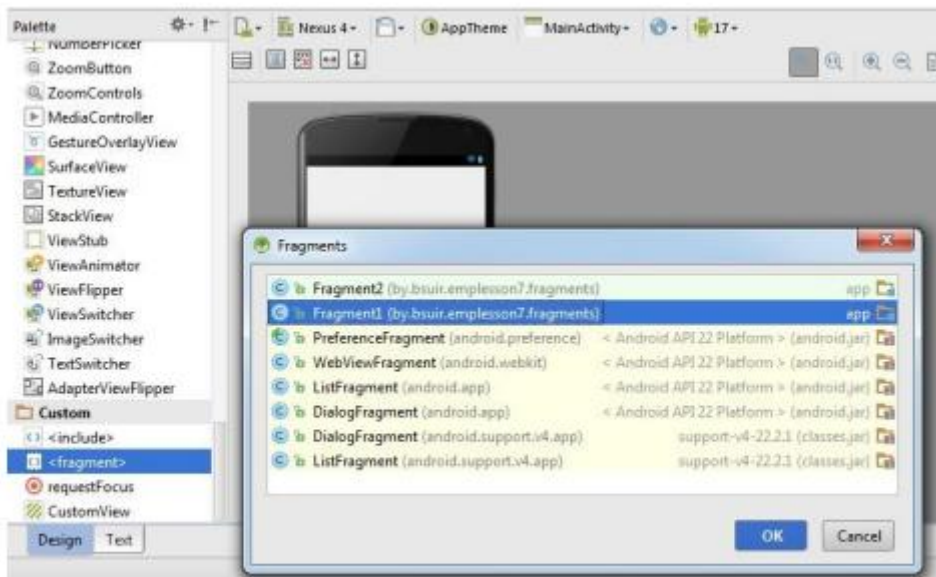 Palette
Nexus 4
AppTheme
MainActivity
17
NumberPicker
ZoomButton
ZoomControls
MediaController
GestureOverlayView
SurfaceView
TextureView
StackView
ViewStub
ViewAnimator
ViewFlipper
ViewSwitcher
ImageSwitcher
TextSwitcher
AdapterViewFlipper
Custom
<include>
<fragment>
requestFocus
CustomView
Design Text
Fragments
Fragment2 (by.bsuir.emplesson7.fragments) app
Fragment1 (by.bsuir.emplesson7.fragments) app
PreferenceFragment (android.preference) < Android API 22 Platform > (android.jar)
WebViewFragment (android.webkit) < Android API 22 Platform > (android.jar)
ListFragment (android.app) < Android API 22 Platform > (android.jar)
DialogFragment (android.app) < Android API 22 Platform > (android.jar)
DialogFragment (android.support.v4.app) support-v4-22.2.1 (classes.jar)
ListFragment (android.support.v4.app) support-v4-22.2.1 (classes.jar)
OK Cancel